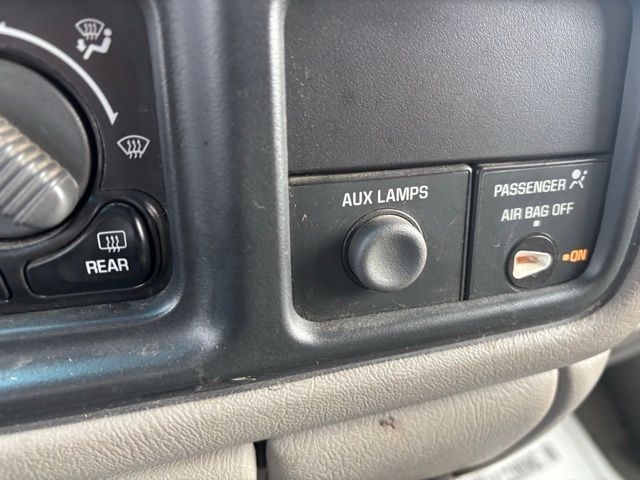 REAR
AUX LAMPS
PASSENGER
AIR BAG OFF
ON